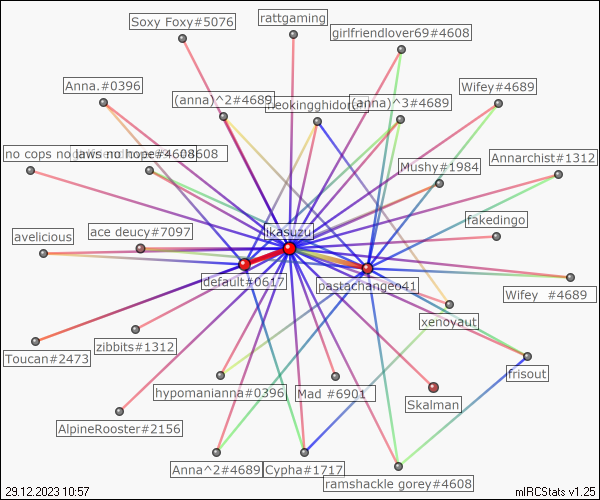 Soxy Foxy#5076
rattgaming
girlfriendlover69#4608
Anna.#0396
(anna)^2#4689
(anna)^3#4689
Wifey#4689
no cops no laws no hope#4608
Mushy#1984
Annarchist#1312
fakedingo
ace deucy#7097
ikasuzu
avelicious
default#0617
pastachangeo41
Wifey #4689
xenoyaut
Toucan#2473
zibbits#1312
frisout
hypomanianna#0396
Mad #6901
Skalman
AlpineRooster#2156
Anna^2#4689
Cypha#1717
ramshackle gorey#4608
29.12.2023 10:57
mIRCStats v1.25